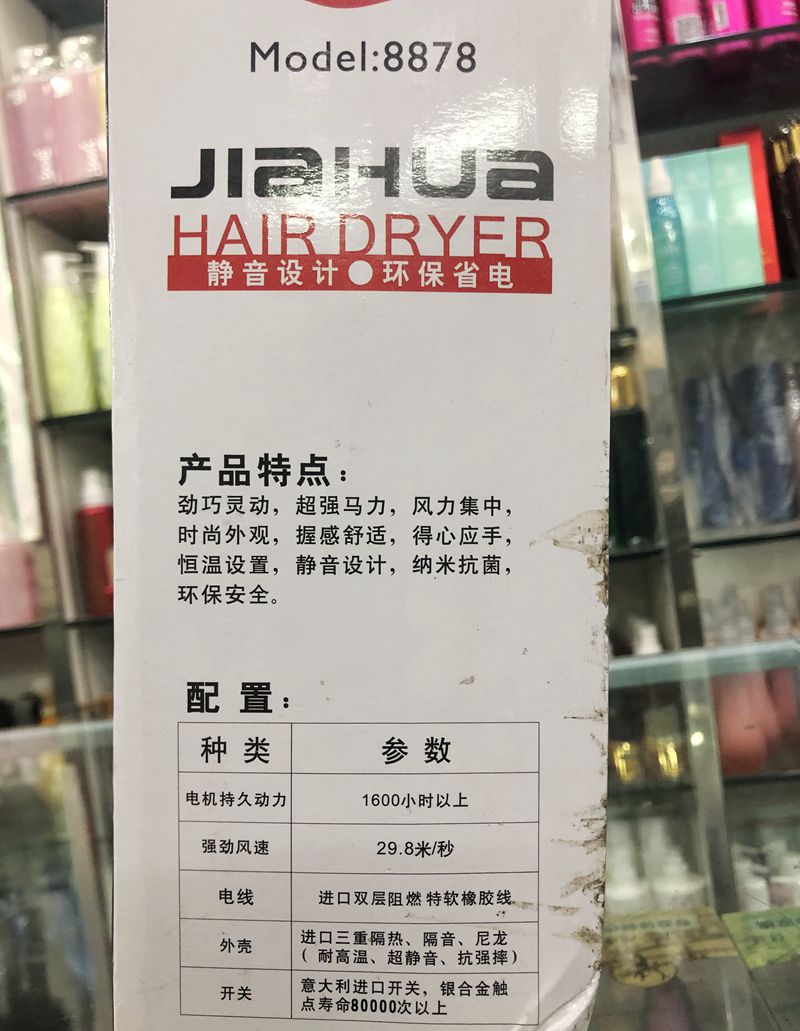 Model:8878
JIAHUA
HAIR DRYER
静音设计●环保省电
产品特点：
劲巧灵动，超强马力，风力集中，
时尚外观，握感舒适，得心应手，
恒温设置，静音设计，纳米抗菌，
环保安全。
配 置：
种 类 参 数
电机持久动力 1600小时以上
强劲风速 29.8米/秒
电线 进口双层阻燃 特软橡胶线
外壳 进口三重隔热、隔音、尼龙
（ 耐高温、超静音、抗强摔）
开关 意大利进口开关，银合金触
点寿命80000次以上